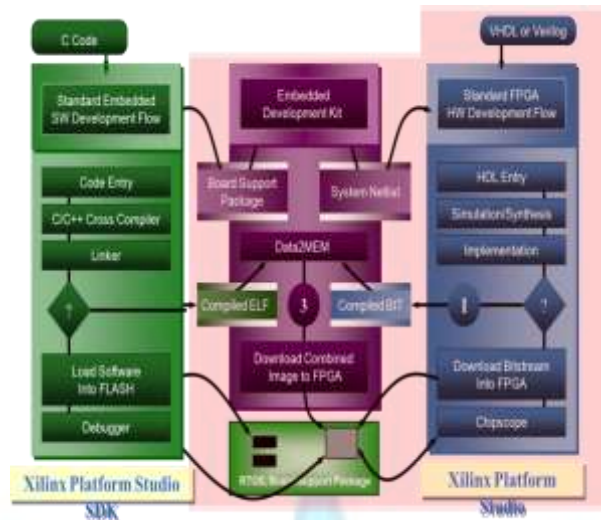 C Code
VHDL or Verilog
Standard Embedded
SW Development Flow
Embedded
Development Kit
Standard FPGA
HW Development Flow
Board Support
Package
System Netlist
Code Entry
C/C++ Cross Compiler
Linker
HDL Entry
Simulation/Synthesis
Implementation
Data2MEM
?
Compiled ELF
3
Compiled BIT
1
?
Load Software
Into FLASH
Download Combined
Image to FPGA
Download Bitstream
Into FPGA
Debugger
Chipscope
Board Support Package
Xilinx Platform Studio
SDK
Xilinx Platform
Studio